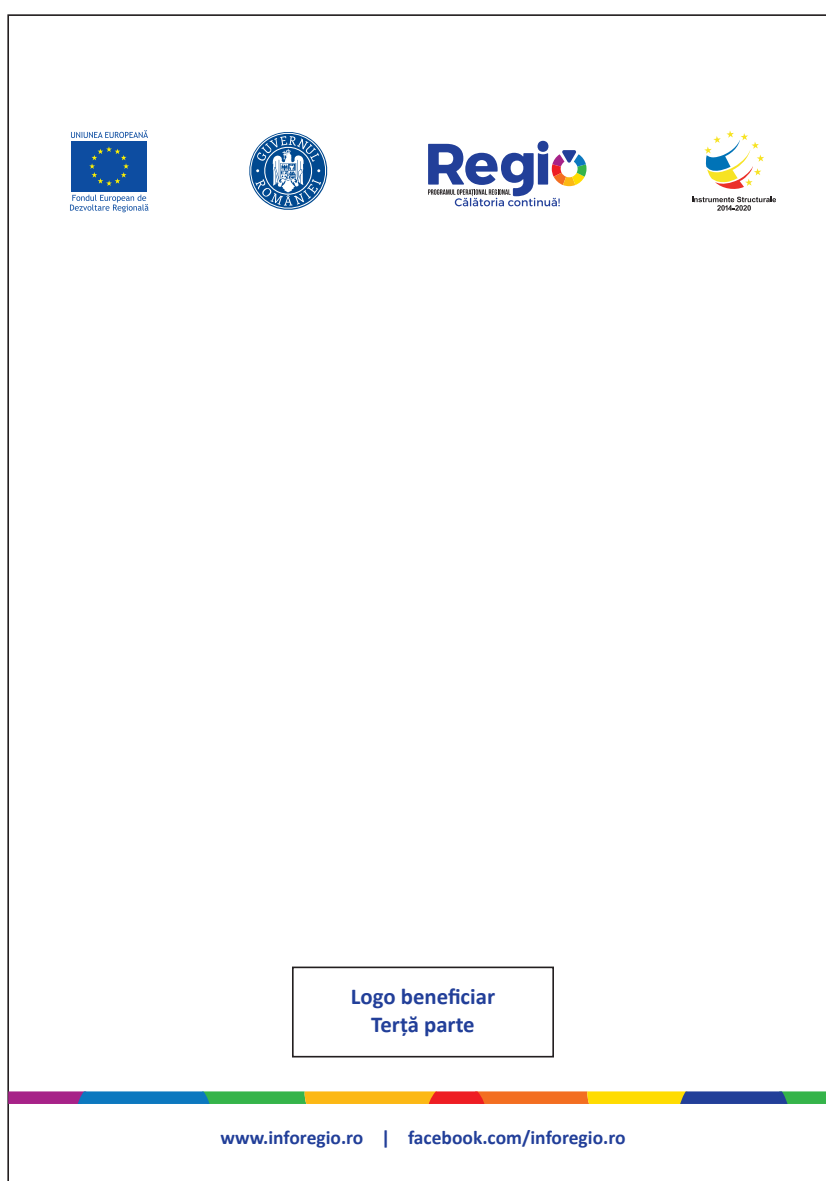 UNIUNEA EUROPEANĂ
Fondul European de
Dezvoltare Regională
GUVERNUL
ROMÂNIEI
Regio
PROGRAMUL OPERAȚIONAL REGIONAL
Călătoria continuă!
Instrumente Structurale
2014-2020
Logo beneficiar
Terță parte
www.inforegio.ro | facebook.com/inforegio.ro